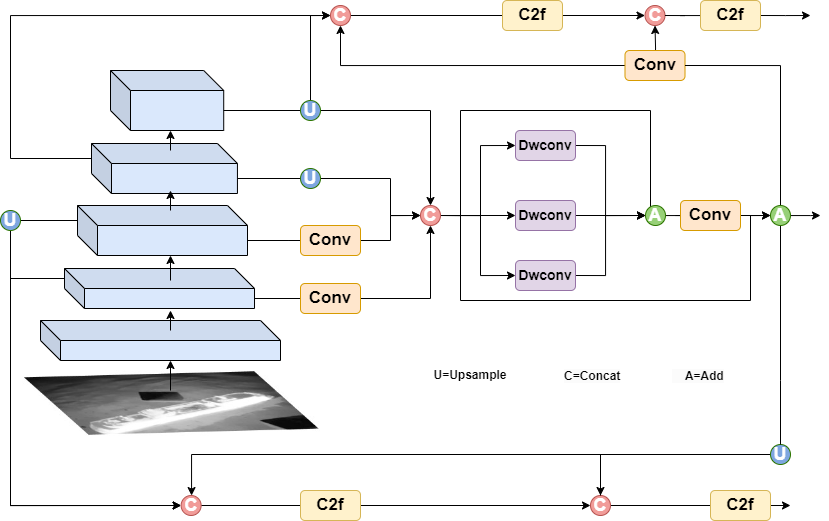 C C2f C C2f
Conv
U
Dwconv
U
U C Dwconv A Conv A
Conv
Dwconv
Conv
U=Upsample C=Concat A=Add
U
C C2f C C2f